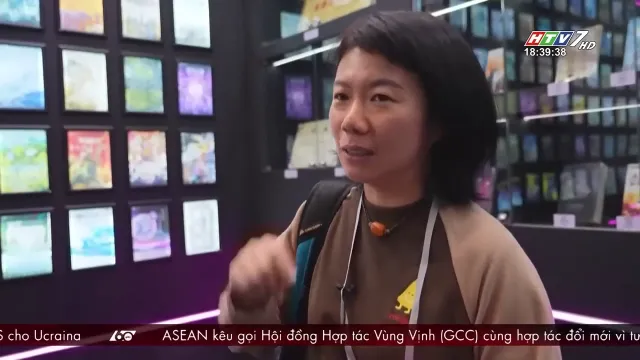 HTV7 HD
18:39:38
S cho Ucraina 60 ASEAN kêu gọi Hội đồng Hợp tác Vùng Vịnh (GCC) cùng hợp tác đổi mới vì tư